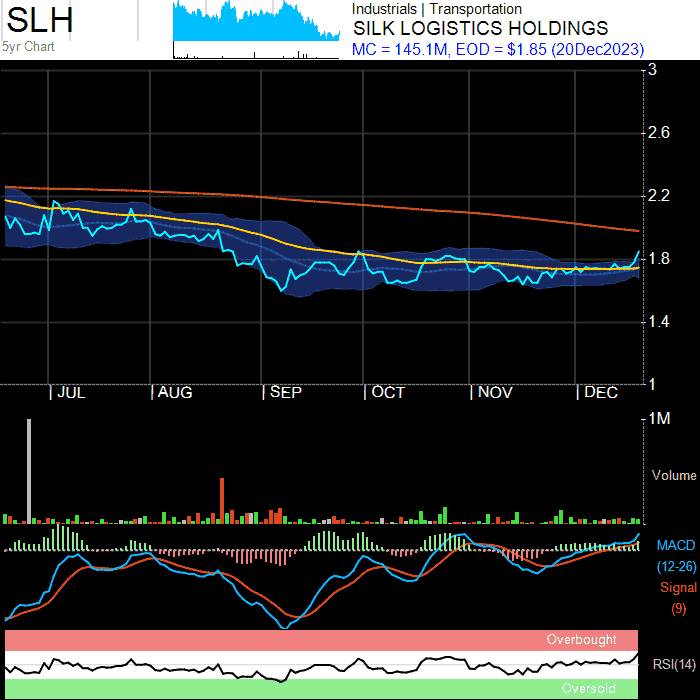 SLH
5yr Chart
Industrials | Transportation
SILK LOGISTICS HOLDINGS
MC = 145.1M, EOD = $1.85 (20Dec2023)
3
2.6
2.2
1.8
1.4
1
JUL AUG SEP OCT NOV DEC
1M
Volume
MACD
(12-26)
Signal
(9)
Overbought
RSI(14)
Oversold